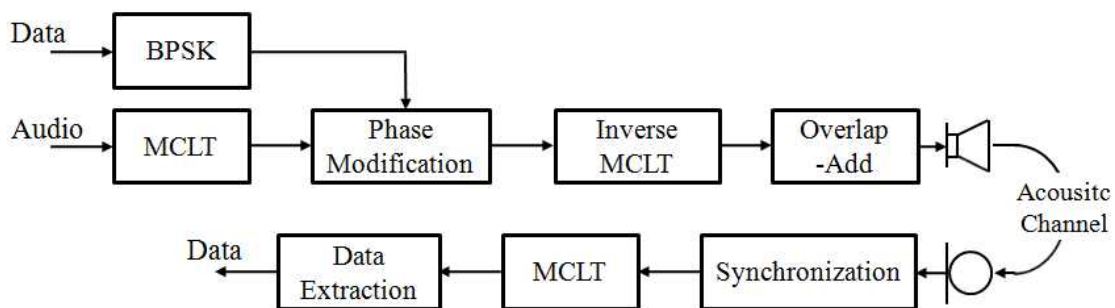 Data
BPSK
Audio
MCLT
Phase
Modification
Inverse
MCLT
Overlap
-Add
Acousitc
Channel
Data
Data
Extraction
MCLT
Synchronization